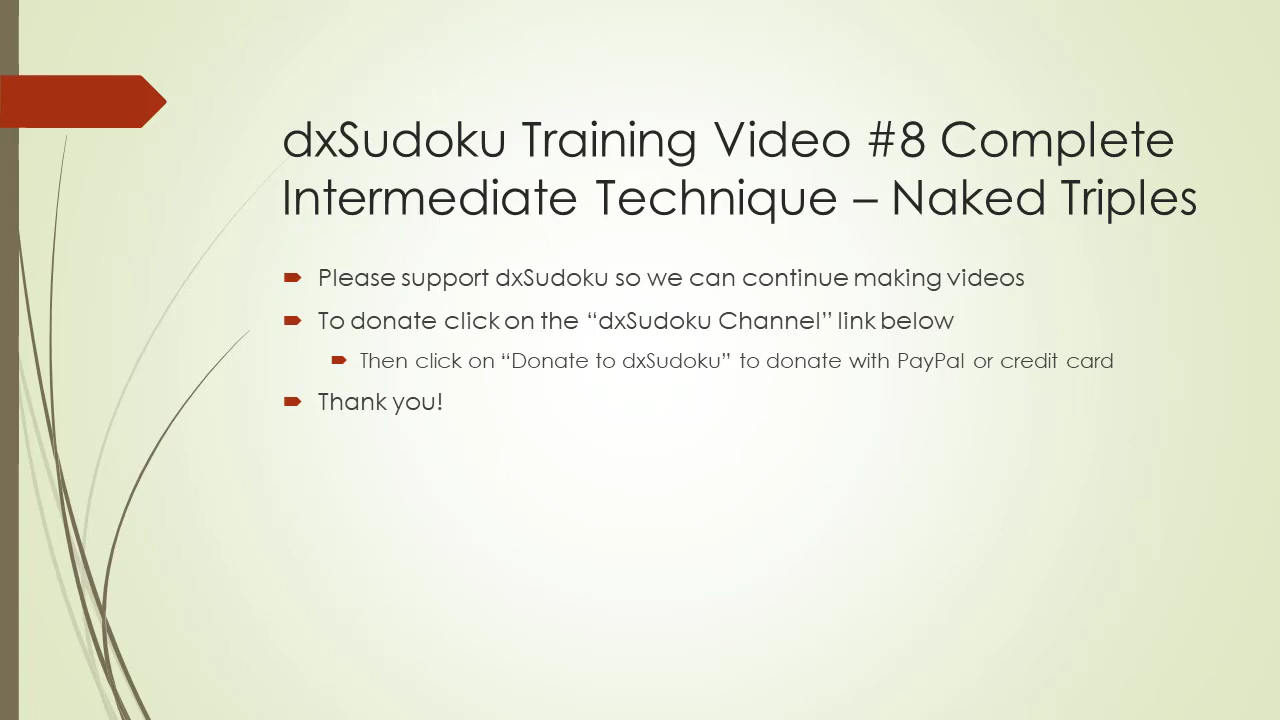 dxSudoku Training Video #8 Complete
Intermediate Technique – Naked Triples
Please support dxSudoku so we can continue making videos
To donate click on the “dxSudoku Channel” link below
Then click on “Donate to dxSudoku” to donate with PayPal or credit card
Thank you!